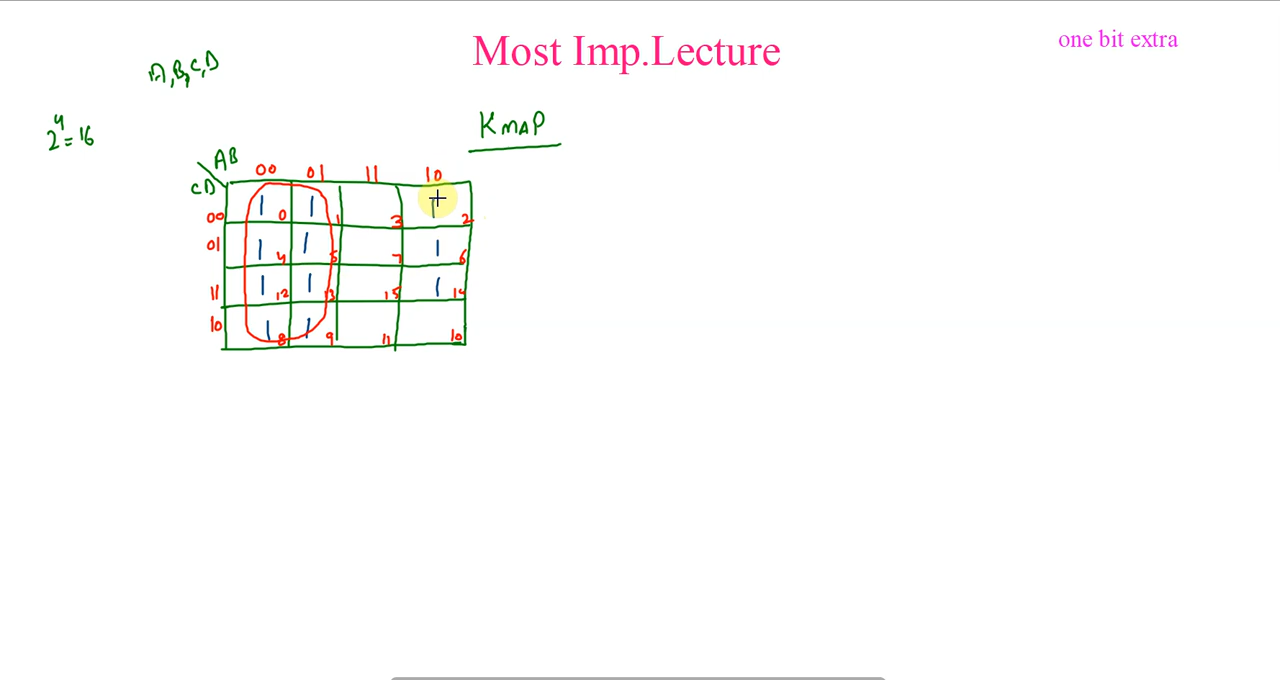 Most Imp.Lecture
one bit extra
A,B,C,D
2^4=16
KMAP
AB
CD
00 01 11 10
00 1 0 1 1 3 1 2
01 1 4 1 5 7 1 6
11 1 12 1 13 15 1 14
10 1 8 1 9 11 10